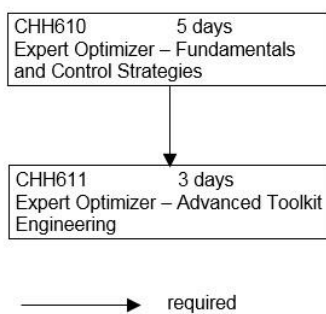 CHH610 5 days
Expert Optimizer – Fundamentals
and Control Strategies
CHH611 3 days
Expert Optimizer – Advanced Toolkit
Engineering
required